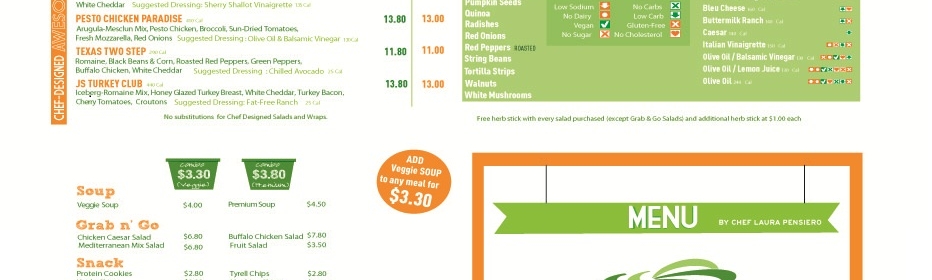 White Cheddar Suggested Dressing: Sherry Shallot Vinaigrette
PESTO CHICKEN PARADISE 13.80 13.00
Arugula-Mesclun Mix, Pesto Chicken, Broccoli, Sun-Dried Tomatoes,
Fresh Mozzarella, Red Onions Suggested Dressing : Olive Oil & Balsamic Vinegar
TEXAS TWO STEP 11.80 11.00
Romaine, Black Beans & Corn, Roasted Red Peppers, Green Peppers,
Buffalo Chicken, White Cheddar Suggested Dressing : Chilled Avocado 25 Cal
JS TURKEY CLUB 13.80 13.00
Iceberg-Romaine Mix, Honey Glazed Turkey Breast, White Cheddar, Turkey Bacon,
Cherry Tomatoes, Croutons Suggested Dressing: Fat-Free Ranch 25 Cal
No substitutions for Chef Designed Salads and Wraps.
CHEF-DESIGNED
Pumpkin Seeds
Quinoa
Radishes
Red Onions
Red Peppers ROASTED
String Beans
Tortilla Strips
Walnuts
White Mushrooms
Low Sodium No Carbs
No Dairy Low Carb
Vegan Gluten-Free
No Sugar No Cholesterol
Bleu Cheese
Buttermilk Ranch
Caesar
Italian Vinaigrette
Olive Oil / Balsamic Vinegar
Olive Oil / Lemon Juice
Olive Oil
Free herb stick with every salad purchased (except Grab & Go Salads) and additional herb stick at $1.00 each
combo
$3.30
(Veggie)
combo
$3.80
(Premium)
ADD
Veggie SOUP
to any meal for
$3.30
Soup
Veggie Soup $4.00 Premium Soup $4.50
Grab n' Go
Chicken Caesar Salad $6.80 Buffalo Chicken Salad $7.80
Mediterranean Mix Salad $6.80 Fruit Salad $3.50
Snack
Protein Cookies $2.80 Tyrell Chips $2.80
MENU BY CHEF LAURA PENSIERO